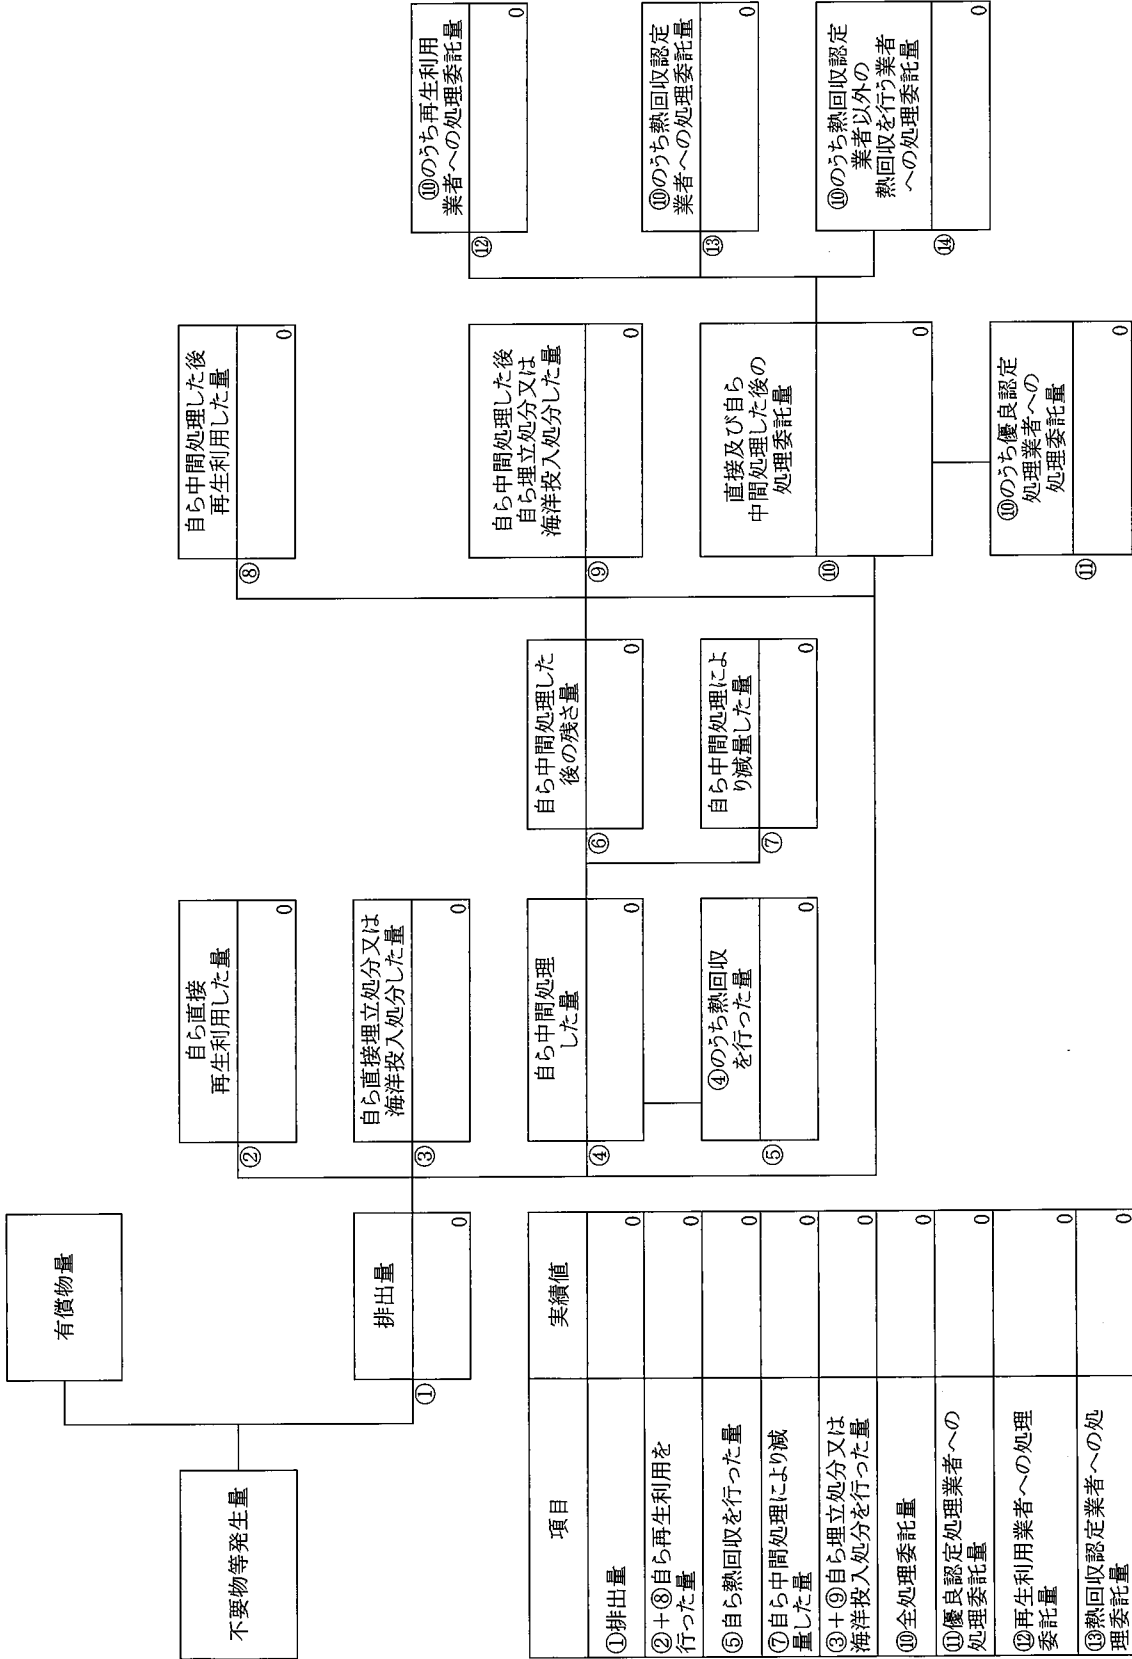 不要物等発生量
有償物量
①
排出量
0
②
自ら直接
再生利用した量
0
③
自ら直接埋立処分又は
海洋投入処分した量
0
④
自ら中間処理
した量
0
⑤
④のうち熱回収
を行った量
0
⑥
自ら中間処理した
後の残さ量
0
⑦
自ら中間処理によ
り減量した量
0
⑧
自ら中間処理した後
再生利用した量
0
⑨
自ら中間処理した後
自ら埋立処分又は
海洋投入処分した量
0
⑩
直接及び自ら
中間処理した後の
処理委託量
0
⑪
⑩のうち優良認定
処理業者への
処理委託量
0
⑫
⑩のうち再生利用
業者への処理委託量
0
⑬
⑩のうち熱回収認定
業者への処理委託量
0
⑭
⑩のうち熱回収認定
業者以外の
熱回収を行う業者
への処理委託量
0
項目
実績値
①排出量
0
②+⑧自ら再生利用を
行った量
0
⑤自ら熱回収を行った量
0
⑦自ら中間処理により減
量した量
0
③+⑨自ら埋立処分又は
海洋投入処分を行った量
0
⑩全処理委託量
0
⑪優良認定処理業者への
処理委託量
0
⑫再生利用業者への処理
委託量
0
⑬熱回収認定業者への処
理委託量
0